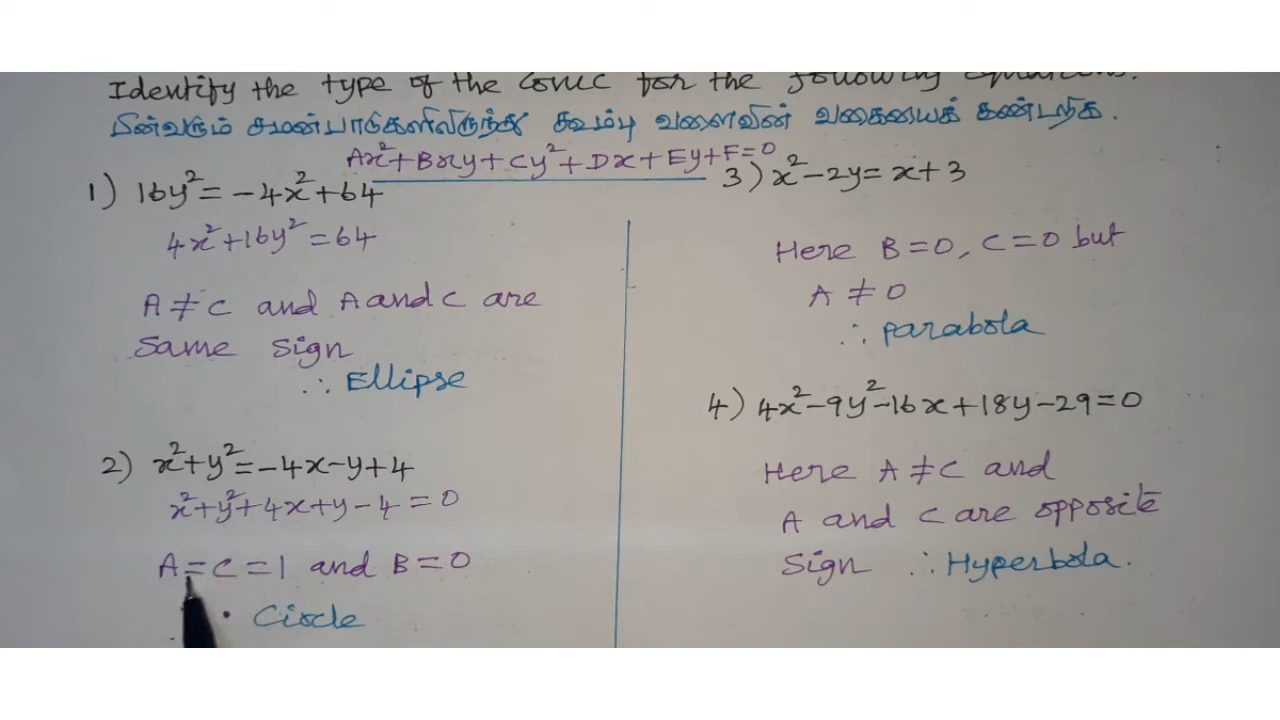 Identify the type of the conic for the following equations.
பின்வரும் சமன்பாடுகளிலிருந்து கூம்பு வளைவின் வகையைக் கண்டறிக.
Ax²+Bxy+Cy²+Dx+Ey+F=0
1) 16y²=-4x²+64
4x²+16y²=64
A≠C and A and C are
Same sign
∴ Ellipse
2) x²+y²=-4x-y+4
x²+y²+4x+y-4=0
A=C=1 and B=0
Circle
3) x²-2y=x+3
Here B=0, C=0 but
A≠0
∴ parabola
4) 4x²-9y²-16x+18y-29=0
Here A≠C and
A and C are opposite
Sign ∴ Hyperbola.